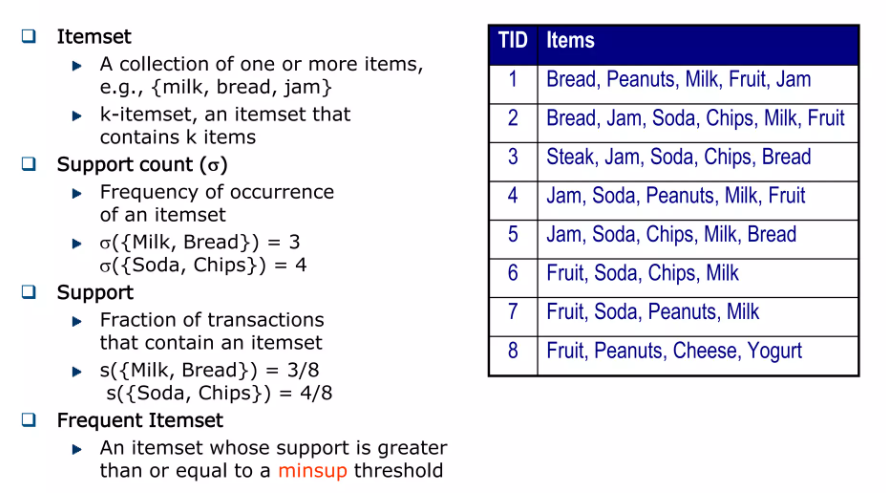 Itemset
A collection of one or more items,
e.g., {milk, bread, jam}
k-itemset, an itemset that
contains k items
Support count (σ)
Frequency of occurrence
of an itemset
σ({Milk, Bread}) = 3
σ({Soda, Chips}) = 4
Support
Fraction of transactions
that contain an itemset
s({Milk, Bread}) = 3/8
s({Soda, Chips}) = 4/8
Frequent Itemset
An itemset whose support is greater
than or equal to a minsup threshold
TID Items
1 Bread, Peanuts, Milk, Fruit, Jam
2 Bread, Jam, Soda, Chips, Milk, Fruit
3 Steak, Jam, Soda, Chips, Bread
4 Jam, Soda, Peanuts, Milk, Fruit
5 Jam, Soda, Chips, Milk, Bread
6 Fruit, Soda, Chips, Milk
7 Fruit, Soda, Peanuts, Milk
8 Fruit, Peanuts, Cheese, Yogurt